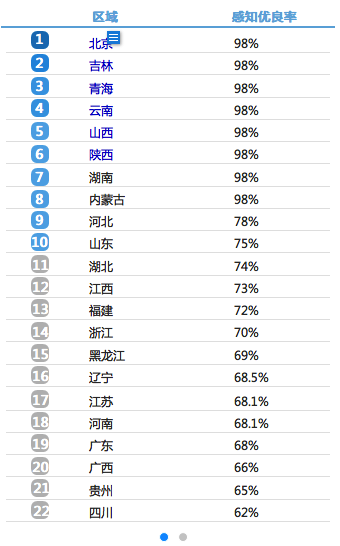 区域 感知优良率
1 北京 98%
2 吉林 98%
3 青海 98%
4 云南 98%
5 山西 98%
6 陕西 98%
7 湖南 98%
8 内蒙古 98%
9 河北 78%
10 山东 75%
11 湖北 74%
12 江西 73%
13 福建 72%
14 浙江 70%
15 黑龙江 69%
16 辽宁 68.5%
17 江苏 68.1%
18 河南 68.1%
19 广东 68%
20 广西 66%
21 贵州 65%
22 四川 62%